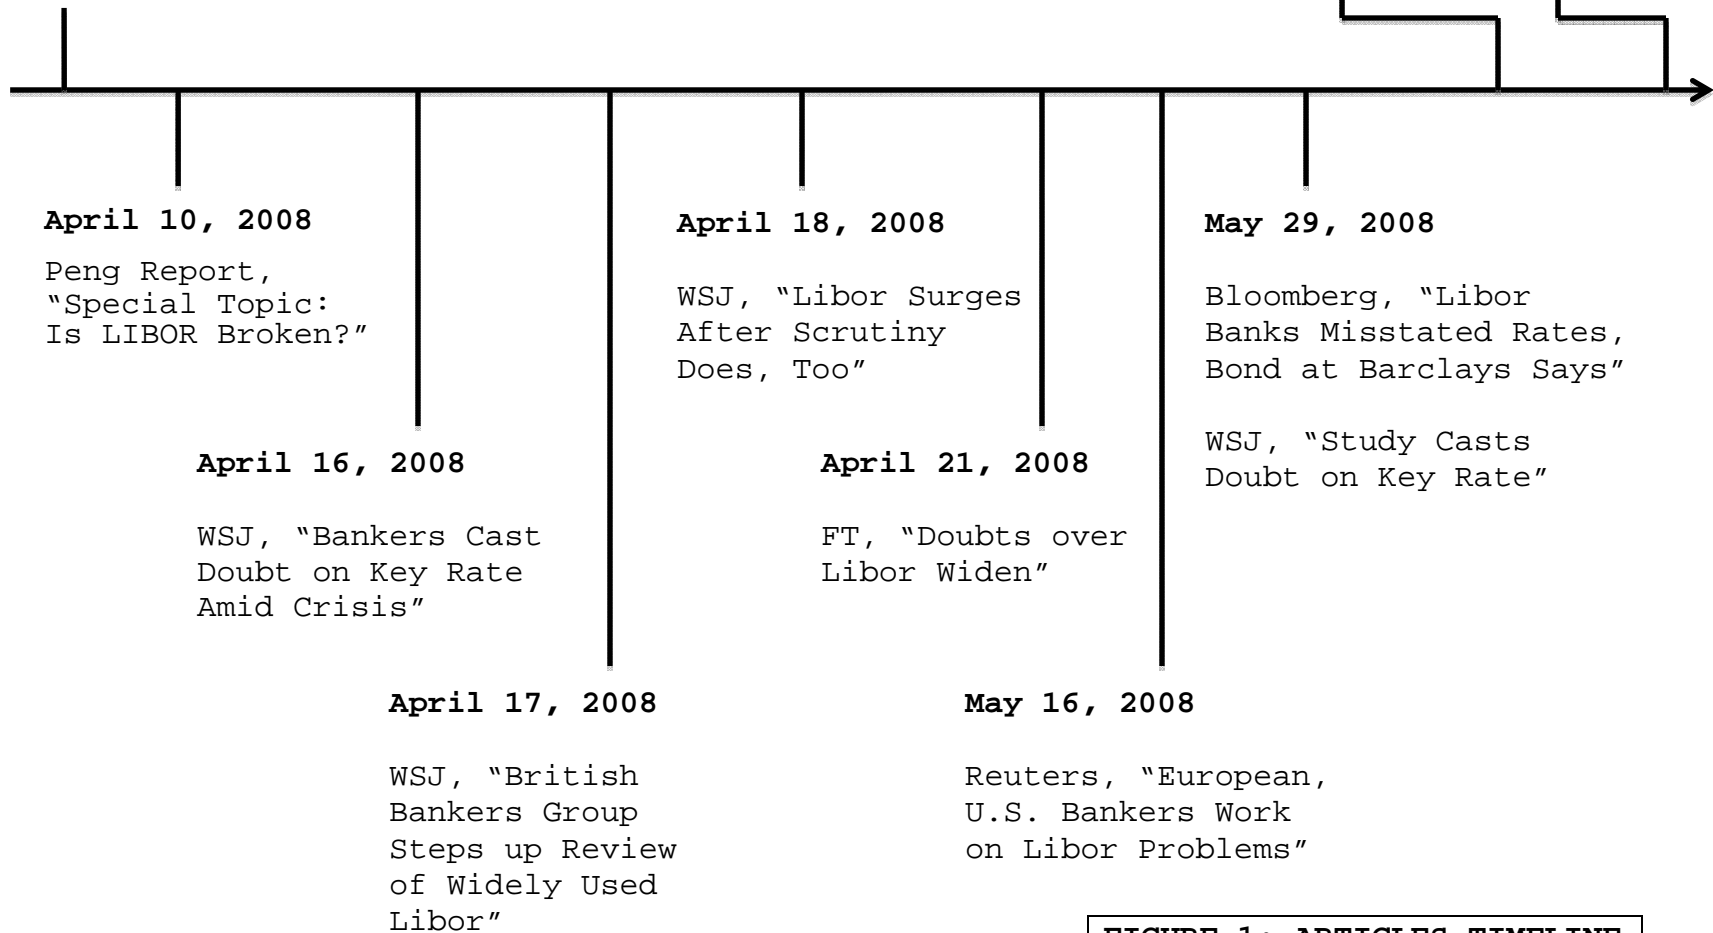 April 10, 2008
Peng Report,
“Special Topic:
Is LIBOR Broken?”
April 16, 2008
WSJ, “Bankers Cast
Doubt on Key Rate
Amid Crisis”
April 17, 2008
WSJ, “British
Bankers Group
Steps up Review
of Widely Used
Libor”
April 18, 2008
WSJ, “Libor Surges
After Scrutiny
Does, Too”
April 21, 2008
FT, “Doubts over
Libor Widen”
May 16, 2008
Reuters, “European,
U.S. Bankers Work
on Libor Problems”
May 29, 2008
Bloomberg, “Libor
Banks Misstated Rates,
Bond at Barclays Says”
WSJ, “Study Casts
Doubt on Key Rate”
FIGURE 1: ARTICLES TIMELINE